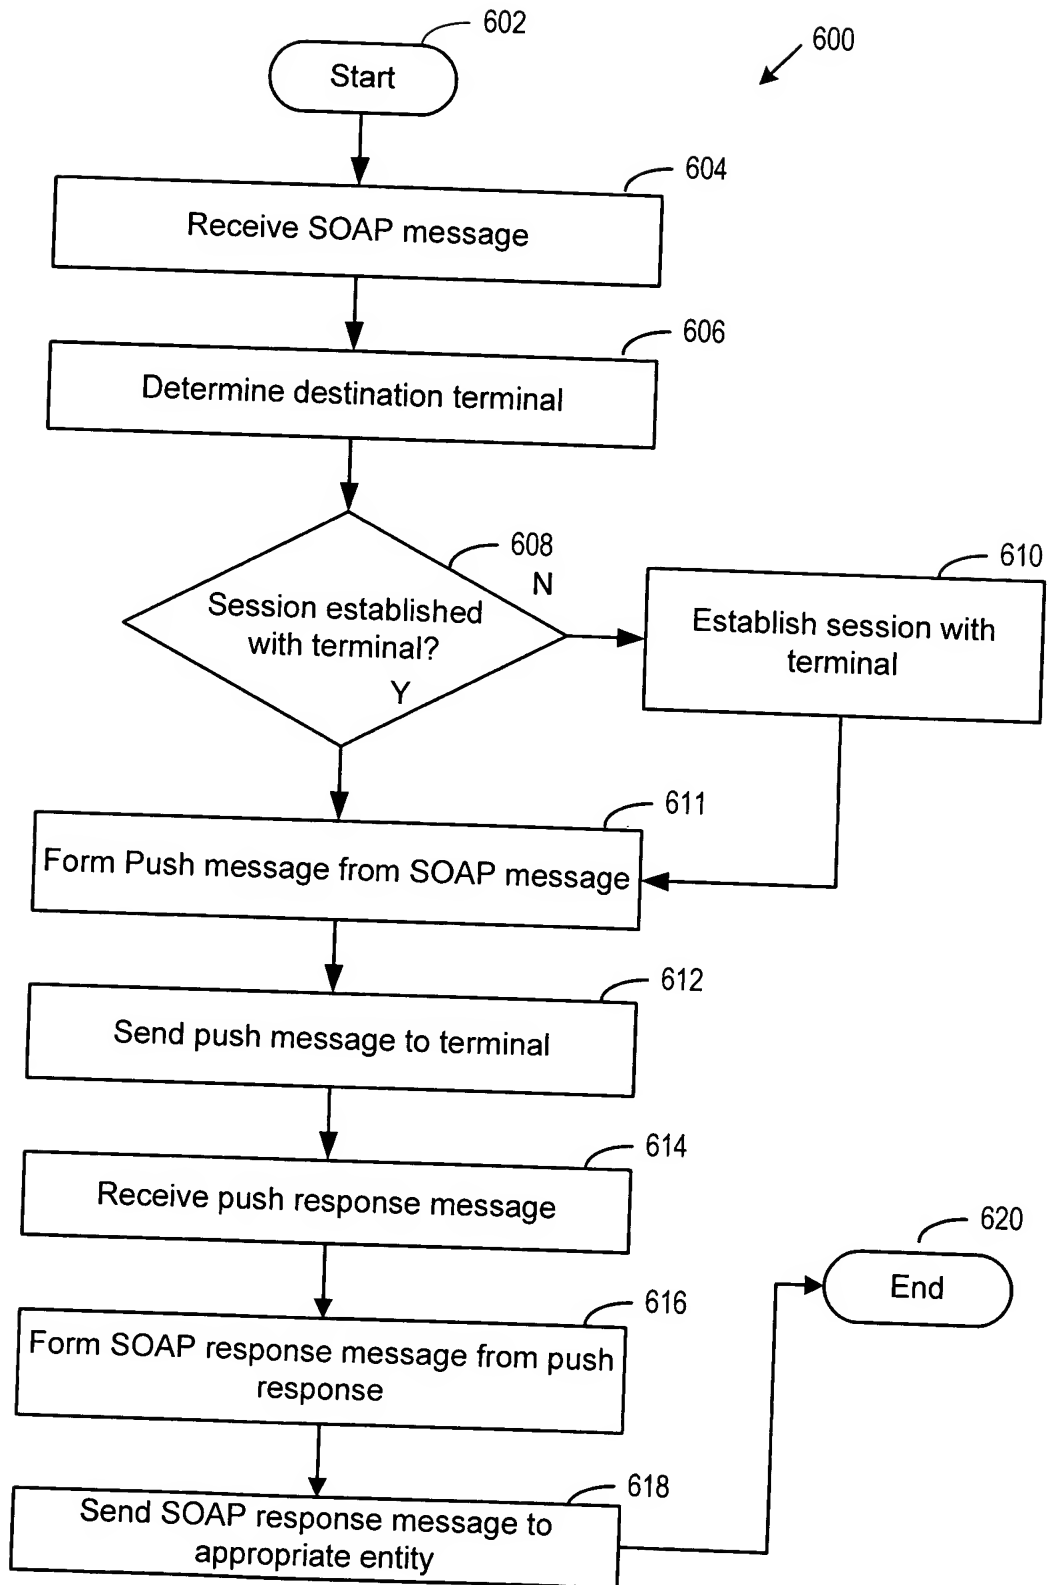 602
600
Start
604
Receive SOAP message
606
Determine destination terminal
608
N
610
Session established
with terminal?
Y
Establish session with
terminal
611
Form Push message from SOAP message
612
Send push message to terminal
614
Receive push response message
620
End
616
Form SOAP response message from push
response
618
Send SOAP response message to
appropriate entity